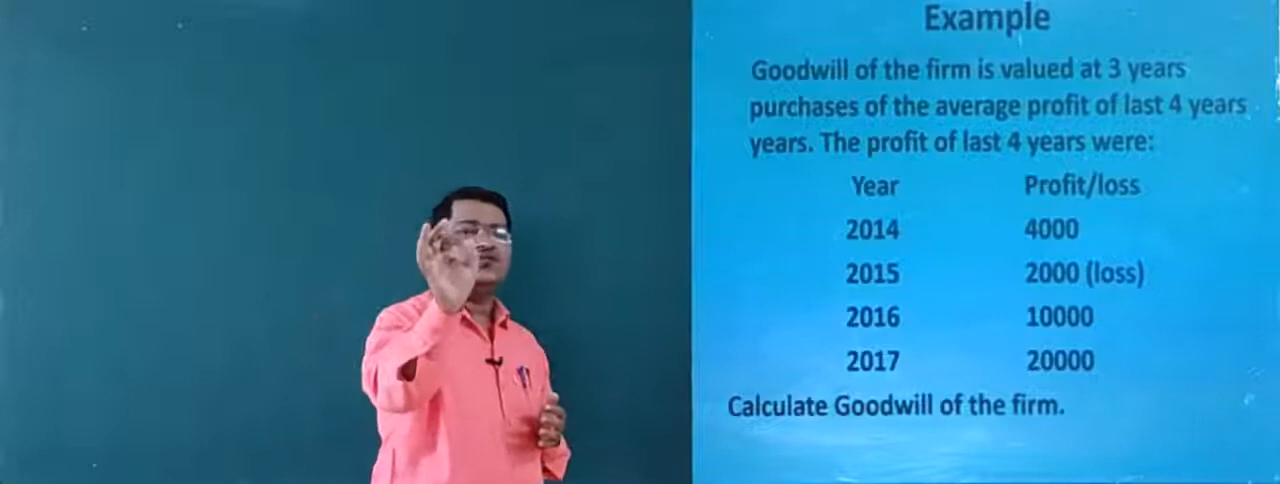 Example
Goodwill of the firm is valued at 3 years
purchases of the average profit of last 4 years
years. The profit of last 4 years were:
Year Profit/loss
2014 4000
2015 2000 (loss)
2016 10000
2017 20000
Calculate Goodwill of the firm.